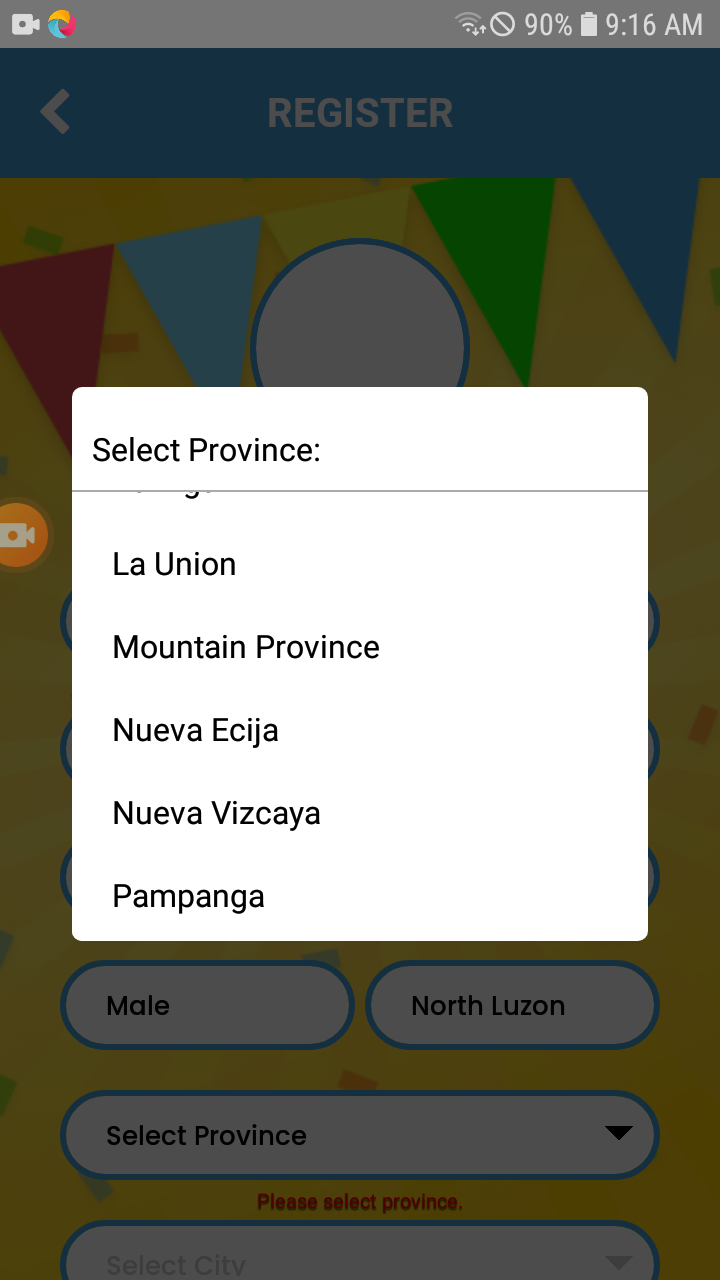 90% 9:16 AM
REGISTER
Select Province:
La Union
Mountain Province
Nueva Ecija
Nueva Vizcaya
Pampanga
Male
North Luzon
Select Province
Please select province.
Select City